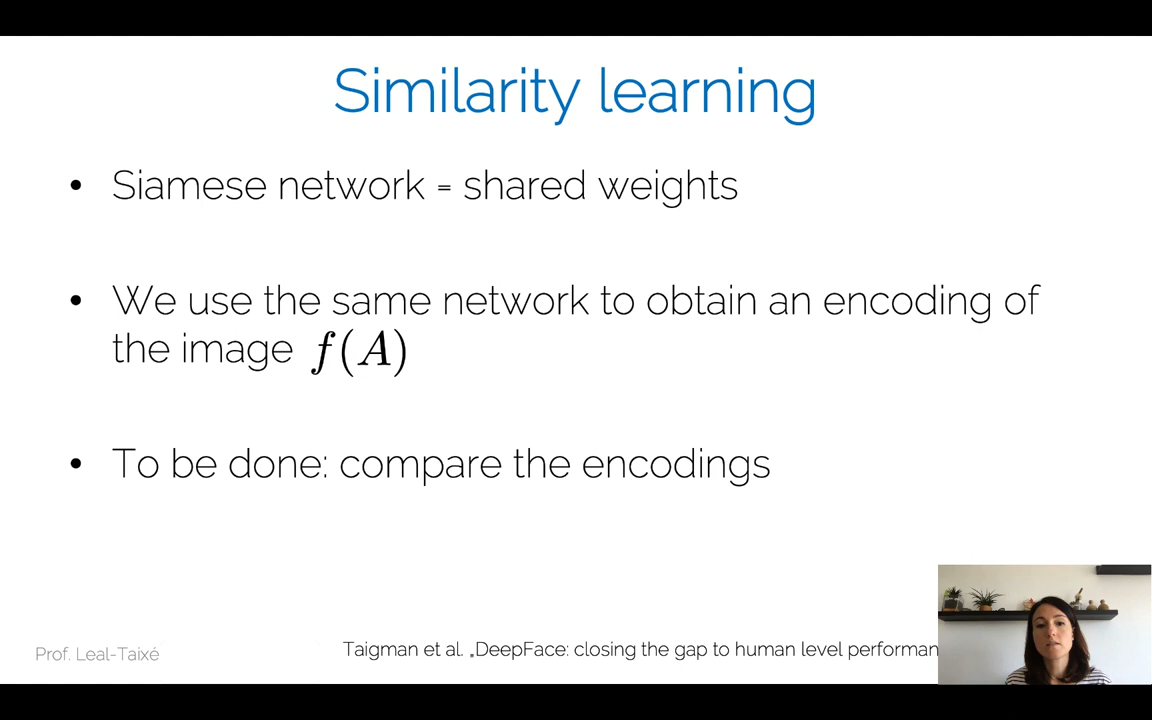 Similarity learning
• Siamese network = shared weights
• We use the same network to obtain an encoding of
the image f(A)
• To be done: compare the encodings
Prof. Leal-Taixé
Taigman et al. „DeepFace: closing the gap to human level performan